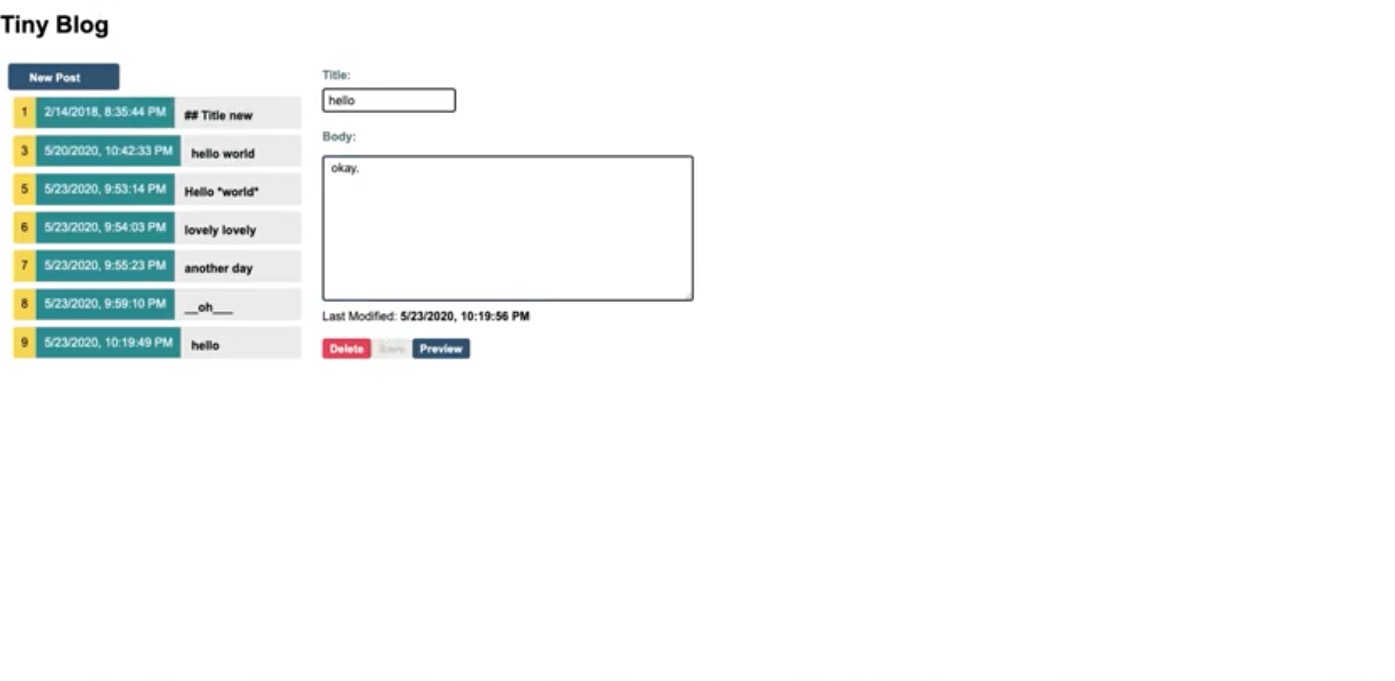 Tiny Blog
New Post
1 2/14/2018, 8:35:44 PM ## Title new
3 5/20/2020, 10:42:33 PM hello world
5 5/23/2020, 9:53:14 PM Hello *world*
6 5/23/2020, 9:54:03 PM lovely lovely
7 5/23/2020, 9:55:23 PM another day
8 5/23/2020, 9:59:10 PM __oh___
9 5/23/2020, 10:19:49 PM hello
Title:
hello
Body:
okay.
Last Modified: 5/23/2020, 10:19:56 PM
Delete Save Preview